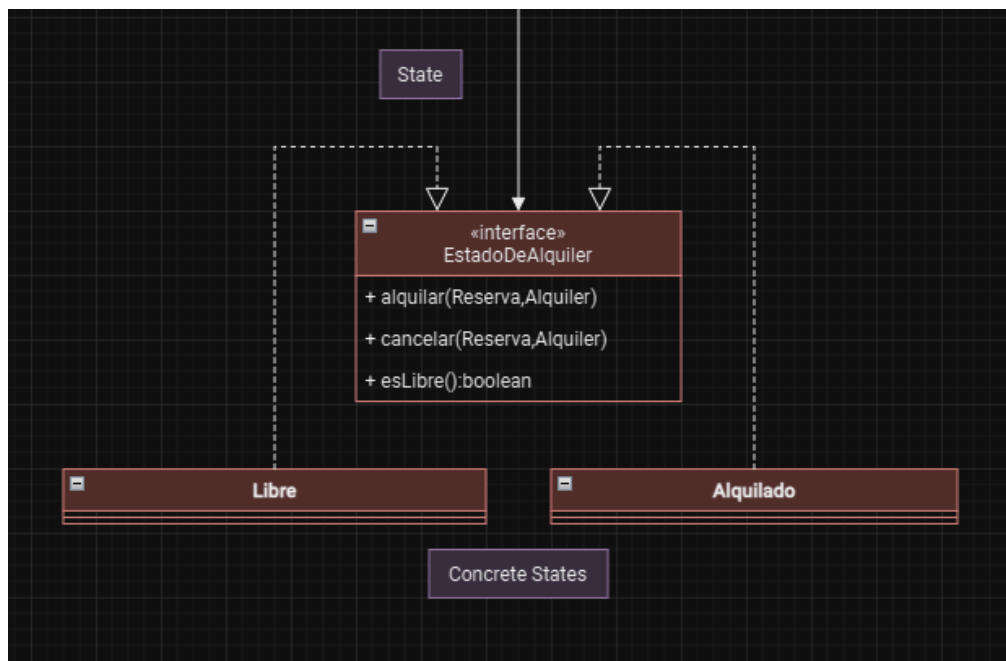 State
«interface»
EstadoDeAlquiler
+ alquilar(Reserva,Alquiler)
+ cancelar(Reserva,Alquiler)
+ esLibre():boolean
Libre
Alquilado
Concrete States